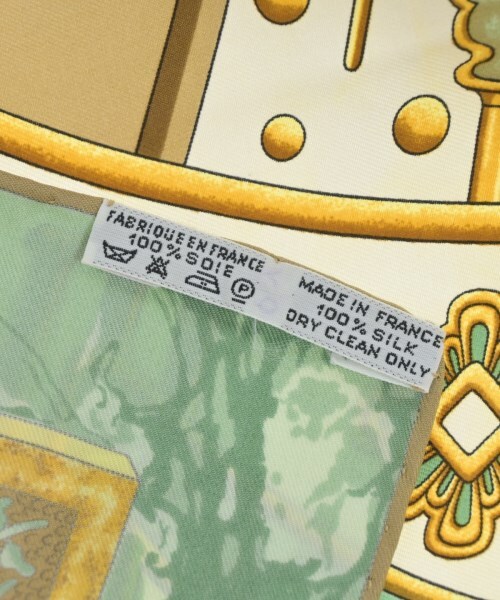 FABRIQUE EN FRANCE
100% SOIE
MADE IN FRANCE
100% SILK
DRY CLEAN ONLY